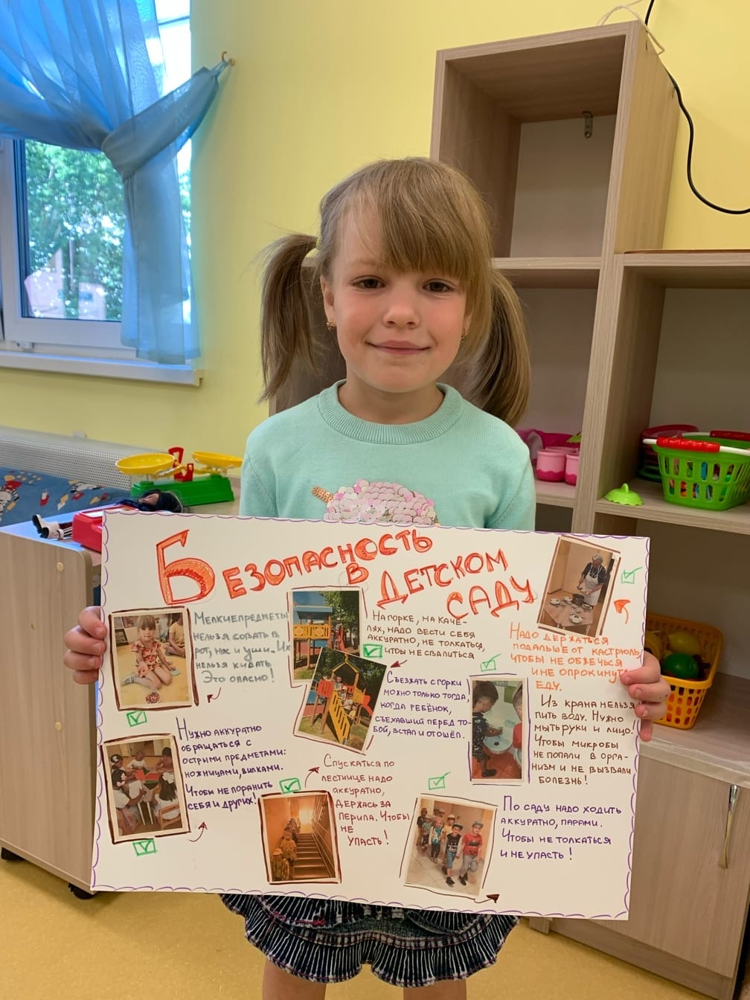 БЕЗОПАСНОСТЬ
В
ДЕТСКОМ
САДУ
МЕЛКИЕ ПРЕДМЕТЫ
НЕЛЬЗЯ СОВАТЬ В
РОТ, НОС И УШИ. ИХ
НЕЛЬЗЯ КИДАТЬ.
ЭТО ОПАСНО!
НА ГОРКЕ, НА КАЧЕ-
ЛЯХ, НАДО ВЕСТИ СЕБЯ
АККУРАТНО, НЕ ТОЛКАТЬСЯ,
ЧТОЫ НЕ СВАЛИТЬСЯ
НАДО ДЕРЖАТЬСЯ
ПОДАЛЬШЕ ОТ КАСТРЮЛЬ,
ЧТОБЫ НЕ ОБЖЕЧЬСЯ
И НЕ ОПРОКИНУТЬ
ЕДУ.
СЪЕЗЖАТЬ С ГОРКИ
МОЖНО ТОЛЬКО ТОГДА,
КОГДА РЕБЁНОК,
СЪЕХАВШИЙ ПЕРЕД ТО-
БОЙ, ВСТАЛ И ОТОШЁЛ.
ИЗ КРАНА НЕЛЬЗЯ
ПИТЬ ВОДУ. НУЖНО
МЫТЬ РУКИ И ЛИЦО!
ЧТОБЫ МИКРОБЫ
НЕ ПОПАЛИ В ОРГА-
НИЗМ И НЕ ВЫЗВАЛИ
БОЛЕЗНЬ!
НУЖНО АККУРАТНО
ОБРАЩАТЬСЯ С
ОСТРЫМИ ПРЕДМЕТАМИ:
НОЖНИЦАМИ, ВИЛКАМИ.
ЧТОБЫ НЕ ПОРАНИТЬ
СЕБЯ И ДРУГИХ!
СПУСКАТЬСЯ ПО
ЛЕСТНИЦЕ НАДО
АККУРАТНО,
ДЕРЖАСЬ ЗА
ПЕРИЛА. ЧТОБЫ
НЕ
УПАСТЬ!
ПО САДУ НАДО ХОДИТЬ
АККУРАТНО, ПАРАМИ.
ЧТОБЫ НЕ ТОЛКАТЬСЯ
И НЕ УПАСТЬ!